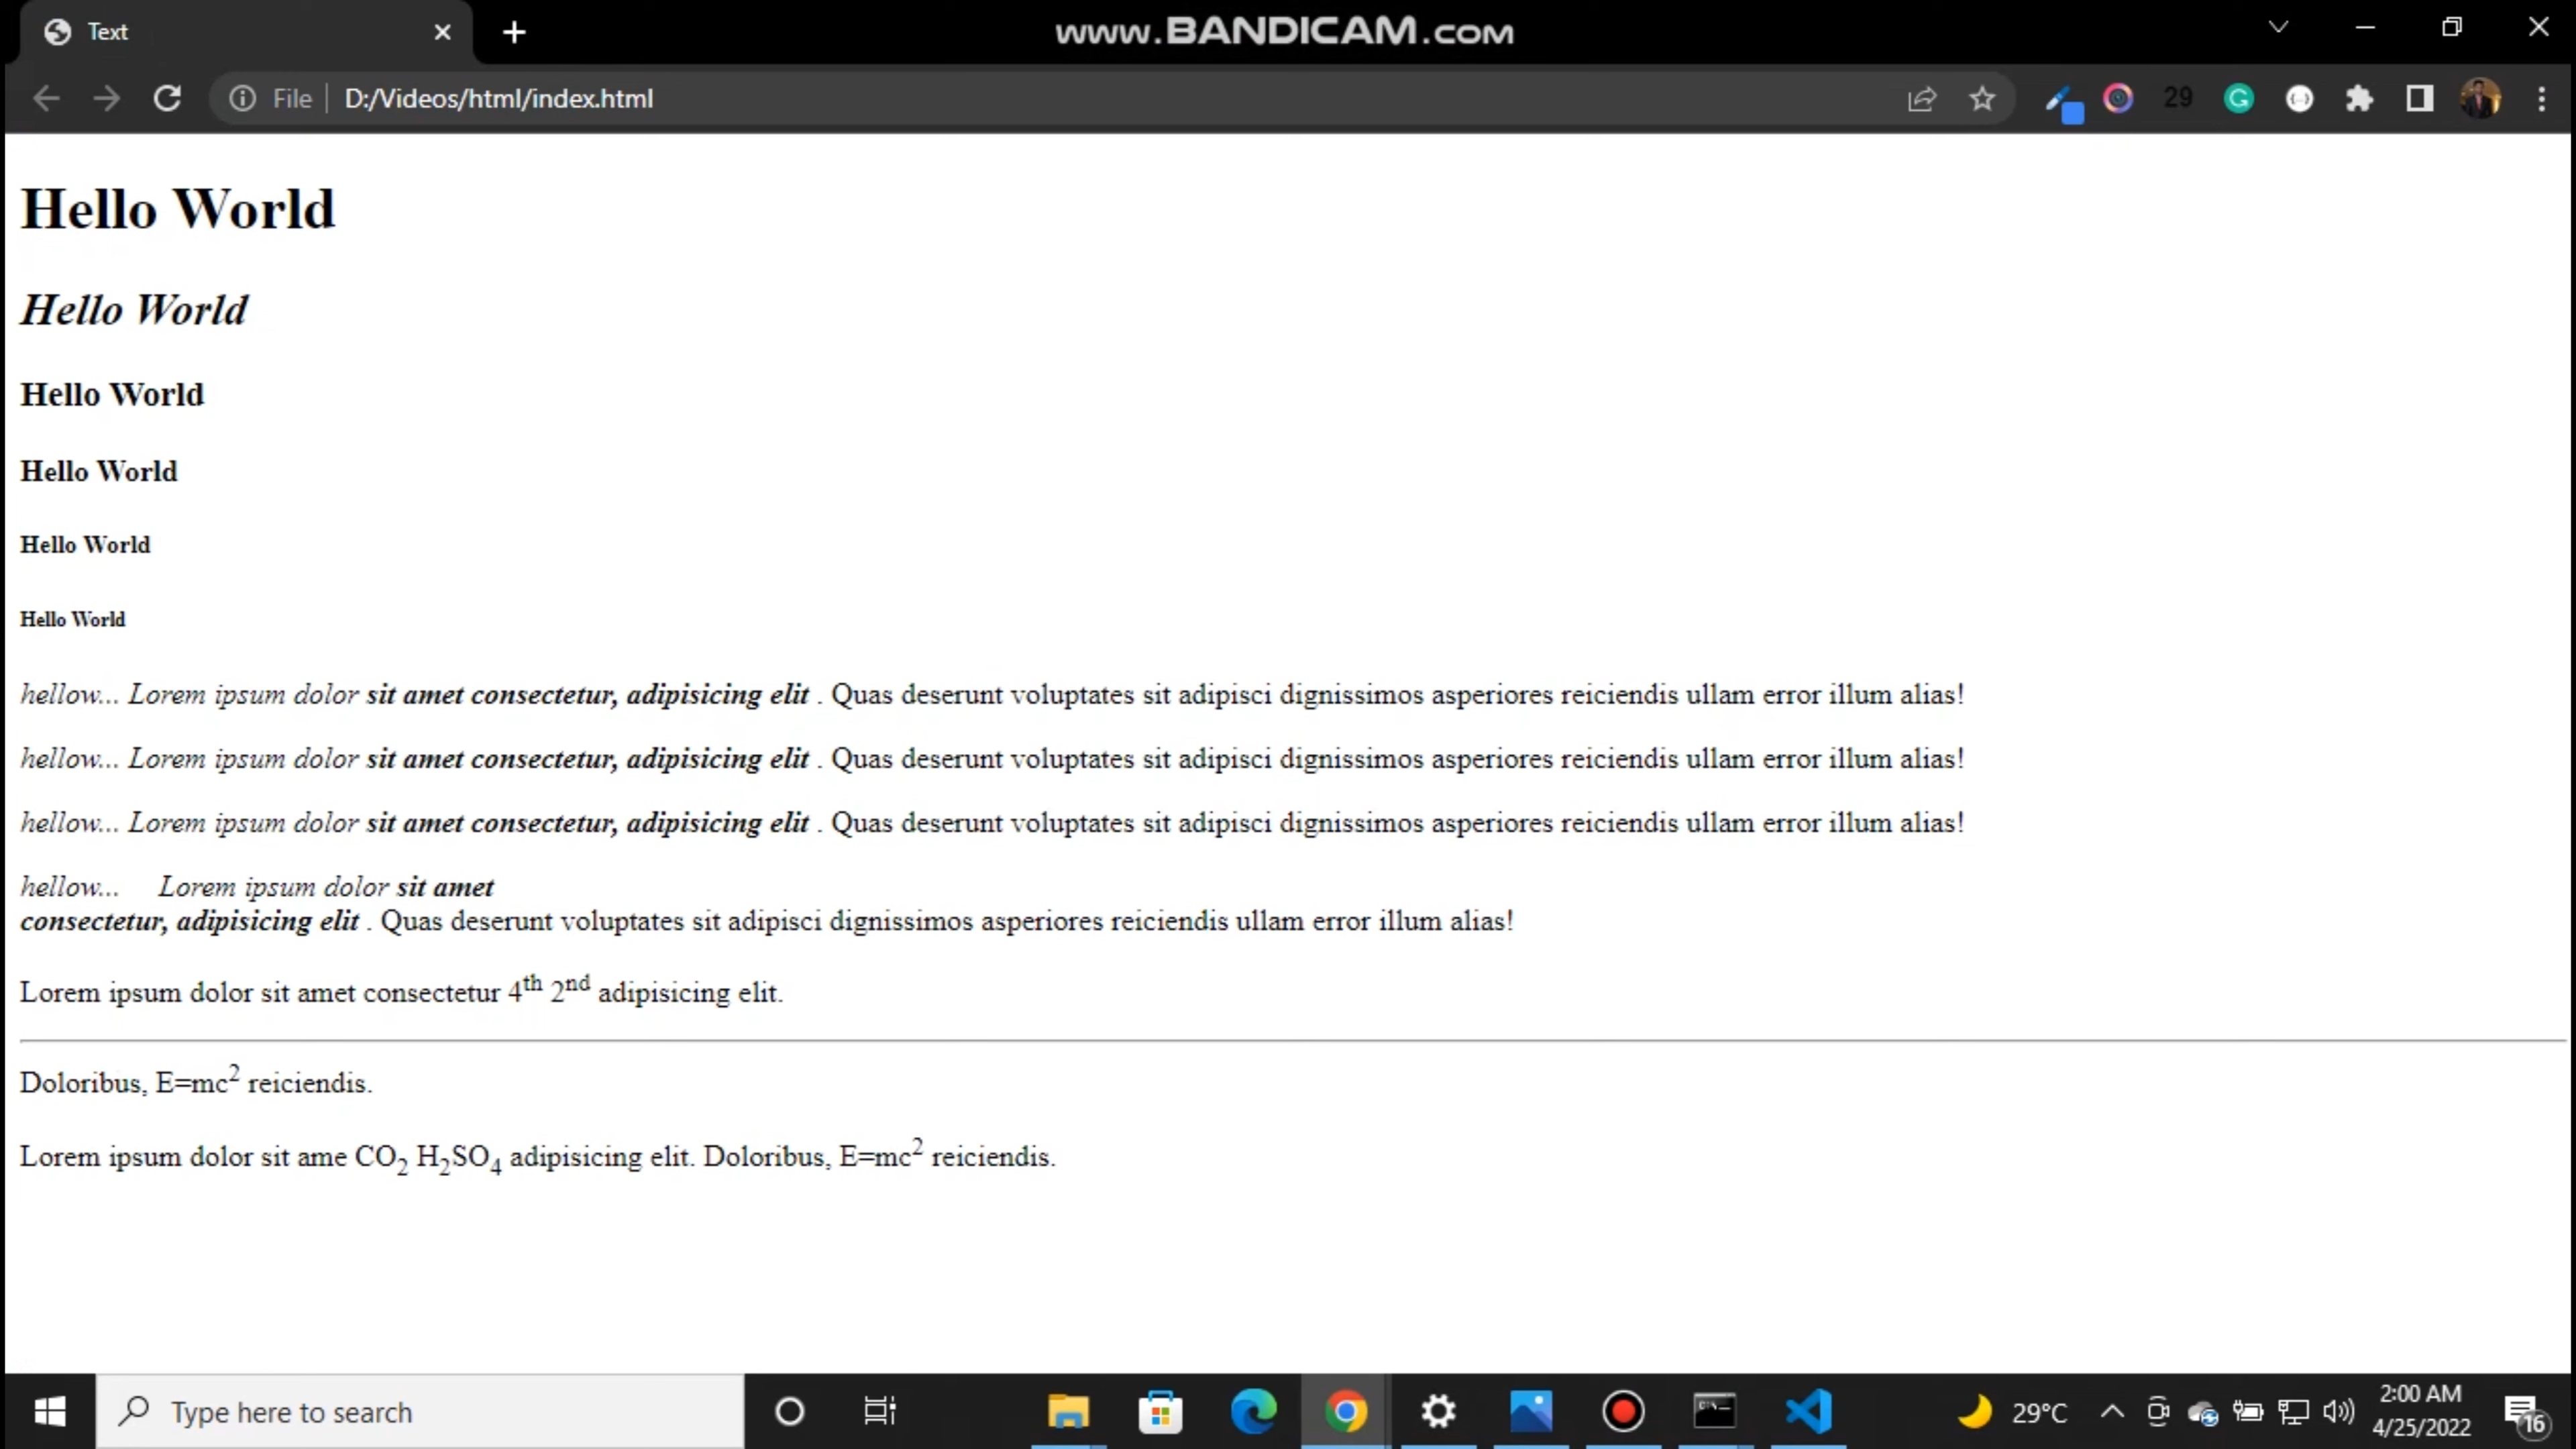 Text
www.BANDICAM.com
File D:/Videos/html/index.html
29
Hello World
Hello World
Hello World
Hello World
Hello World
Hello World
hellow... Lorem ipsum dolor sit amet consectetur, adipisicing elit . Quas deserunt voluptates sit adipisci dignissimos asperiores reiciendis ullam error illum alias!
hellow... Lorem ipsum dolor sit amet consectetur, adipisicing elit . Quas deserunt voluptates sit adipisci dignissimos asperiores reiciendis ullam error illum alias!
hellow... Lorem ipsum dolor sit amet consectetur, adipisicing elit . Quas deserunt voluptates sit adipisci dignissimos asperiores reiciendis ullam error illum alias!
hellow... Lorem ipsum dolor sit amet
consectetur, adipisicing elit . Quas deserunt voluptates sit adipisci dignissimos asperiores reiciendis ullam error illum alias!
Lorem ipsum dolor sit amet consectetur 4th 2nd adipisicing elit.
Doloribus, E=mc² reiciendis.
Lorem ipsum dolor sit ame CO₂ H₂SO₄ adipisicing elit. Doloribus, E=mc² reiciendis.
Type here to search
29°C
2:00 AM
4/25/2022
16